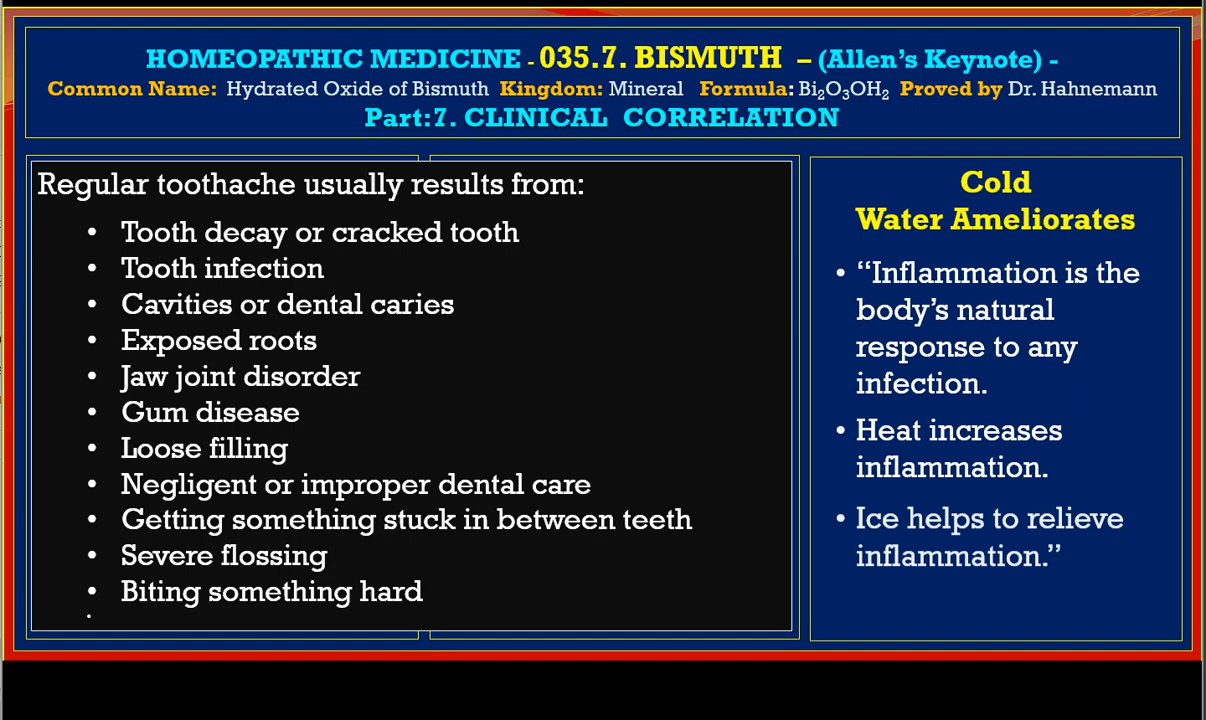 HOMEOPATHIC MEDICINE - 035.7. BISMUTH – (Allen's Keynote) -
Common Name: Hydrated Oxide of Bismuth Kingdom: Mineral Formula: Bi₂O₃OH₂ Proved by Dr. Hahnemann
Part:7. CLINICAL CORRELATION
Regular toothache usually results from:
• Tooth decay or cracked tooth
• Tooth infection
• Cavities or dental caries
• Exposed roots
• Jaw joint disorder
• Gum disease
• Loose filling
• Negligent or improper dental care
• Getting something stuck in between teeth
• Severe flossing
• Biting something hard
•
Cold
Water Ameliorates
• “Inflammation is the
body's natural
response to any
infection.
• Heat increases
inflammation.
• Ice helps to relieve
inflammation.”